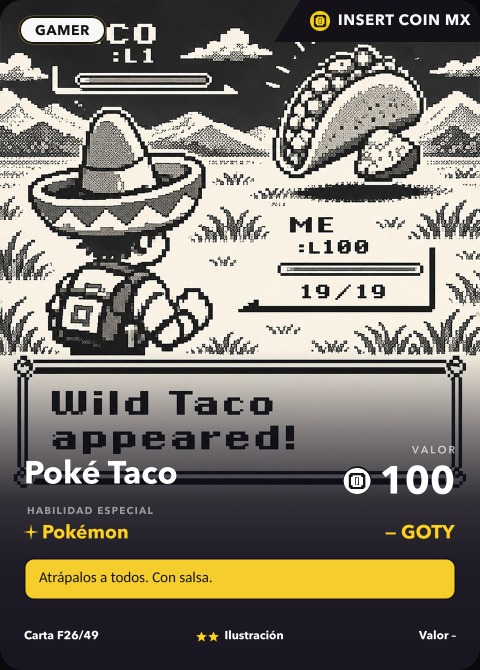 GAMER
INSERT COIN MX
CO
:L1
ME
:L100
19/19
Wild Taco
appeared!
VALOR
Poké Taco
100
HABILIDAD ESPECIAL
Pokémon
– GOTY
Atrápalos a todos. Con salsa.
Carta F26/49
Ilustración
Valor –